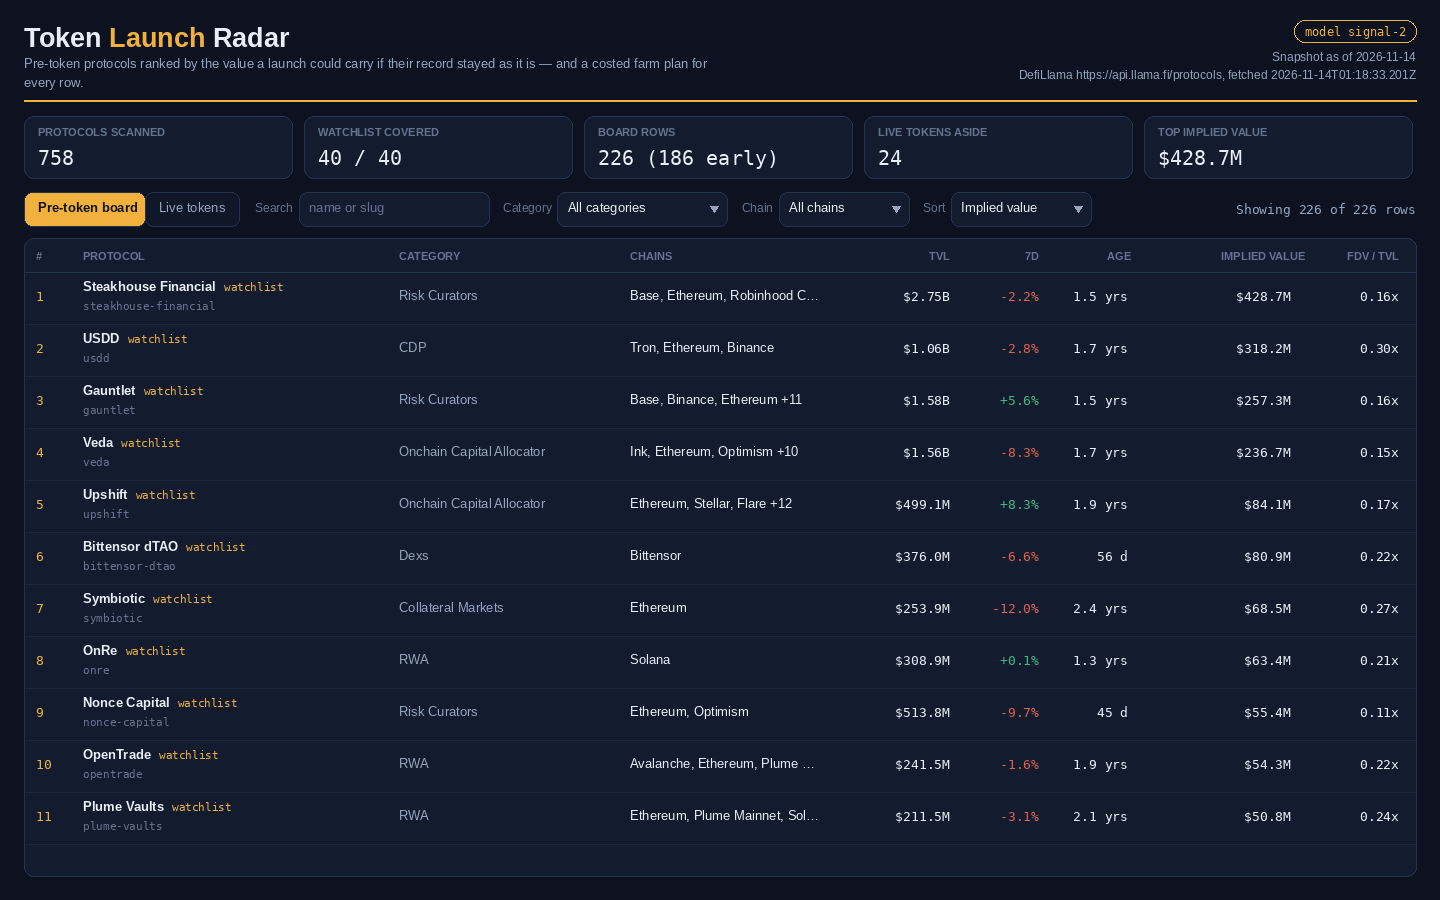 Token Launch Radar
Pre-token protocols ranked by the value a launch could carry if their record stayed as it is — and a costed farm plan for
every row.
model signal-2
Snapshot as of 2026-11-14
DefiLlama https://api.llama.fi/protocols, fetched 2026-11-14T01:18:33.201Z
PROTOCOLS SCANNED
758
WATCHLIST COVERED
40 / 40
BOARD ROWS
226 (186 early)
LIVE TOKENS ASIDE
24
TOP IMPLIED VALUE
$428.7M
Pre-token board Live tokens Search name or slug Category All categories Chain All chains Sort Implied value Showing 226 of 226 rows
# PROTOCOL CATEGORY CHAINS TVL 7D AGE IMPLIED VALUE FDV / TVL
1 Steakhouse Financial watchlist Risk Curators Base, Ethereum, Robinhood C… $2.75B -2.2% 1.5 yrs $428.7M 0.16x
steakhouse-financial
2 USDD watchlist CDP Tron, Ethereum, Binance $1.06B -2.8% 1.7 yrs $318.2M 0.30x
usdd
3 Gauntlet watchlist Risk Curators Base, Binance, Ethereum +11 $1.58B +5.6% 1.5 yrs $257.3M 0.16x
gauntlet
4 Veda watchlist Onchain Capital Allocator Ink, Ethereum, Optimism +10 $1.56B -8.3% 1.7 yrs $236.7M 0.15x
veda
5 Upshift watchlist Onchain Capital Allocator Ethereum, Stellar, Flare +12 $499.1M +8.3% 1.9 yrs $84.1M 0.17x
upshift
6 Bittensor dTAO watchlist Dexs Bittensor $376.0M -6.6% 56 d $80.9M 0.22x
bittensor-dtao
7 Symbiotic watchlist Collateral Markets Ethereum $253.9M -12.0% 2.4 yrs $68.5M 0.27x
symbiotic
8 OnRe watchlist RWA Solana $308.9M +0.1% 1.3 yrs $63.4M 0.21x
onre
9 Nonce Capital watchlist Risk Curators Ethereum, Optimism $513.8M -9.7% 45 d $55.4M 0.11x
nonce-capital
10 OpenTrade watchlist RWA Avalanche, Ethereum, Plume … $241.5M -1.6% 1.9 yrs $54.3M 0.22x
opentrade
11 Plume Vaults watchlist RWA Ethereum, Plume Mainnet, Sol… $211.5M -3.1% 2.1 yrs $50.8M 0.24x
plume-vaults